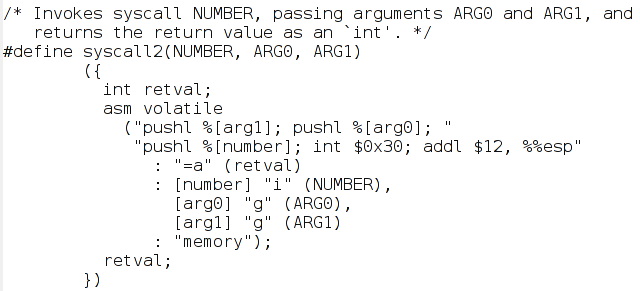 /* Invokes syscall NUMBER, passing arguments ARG0 and ARG1, and
   returns the return value as an `int'. */
#define syscall2(NUMBER, ARG0, ARG1)
        ({
          int retval;
          asm volatile
            ("pushl %[arg1]; pushl %[arg0]; "
             "pushl %[number]; int $0x30; addl $12, %%esp"
               : "=a" (retval)
               : [number] "i" (NUMBER),
                 [arg0] "g" (ARG0),
                 [arg1] "g" (ARG1)
               : "memory");
          retval;
        })